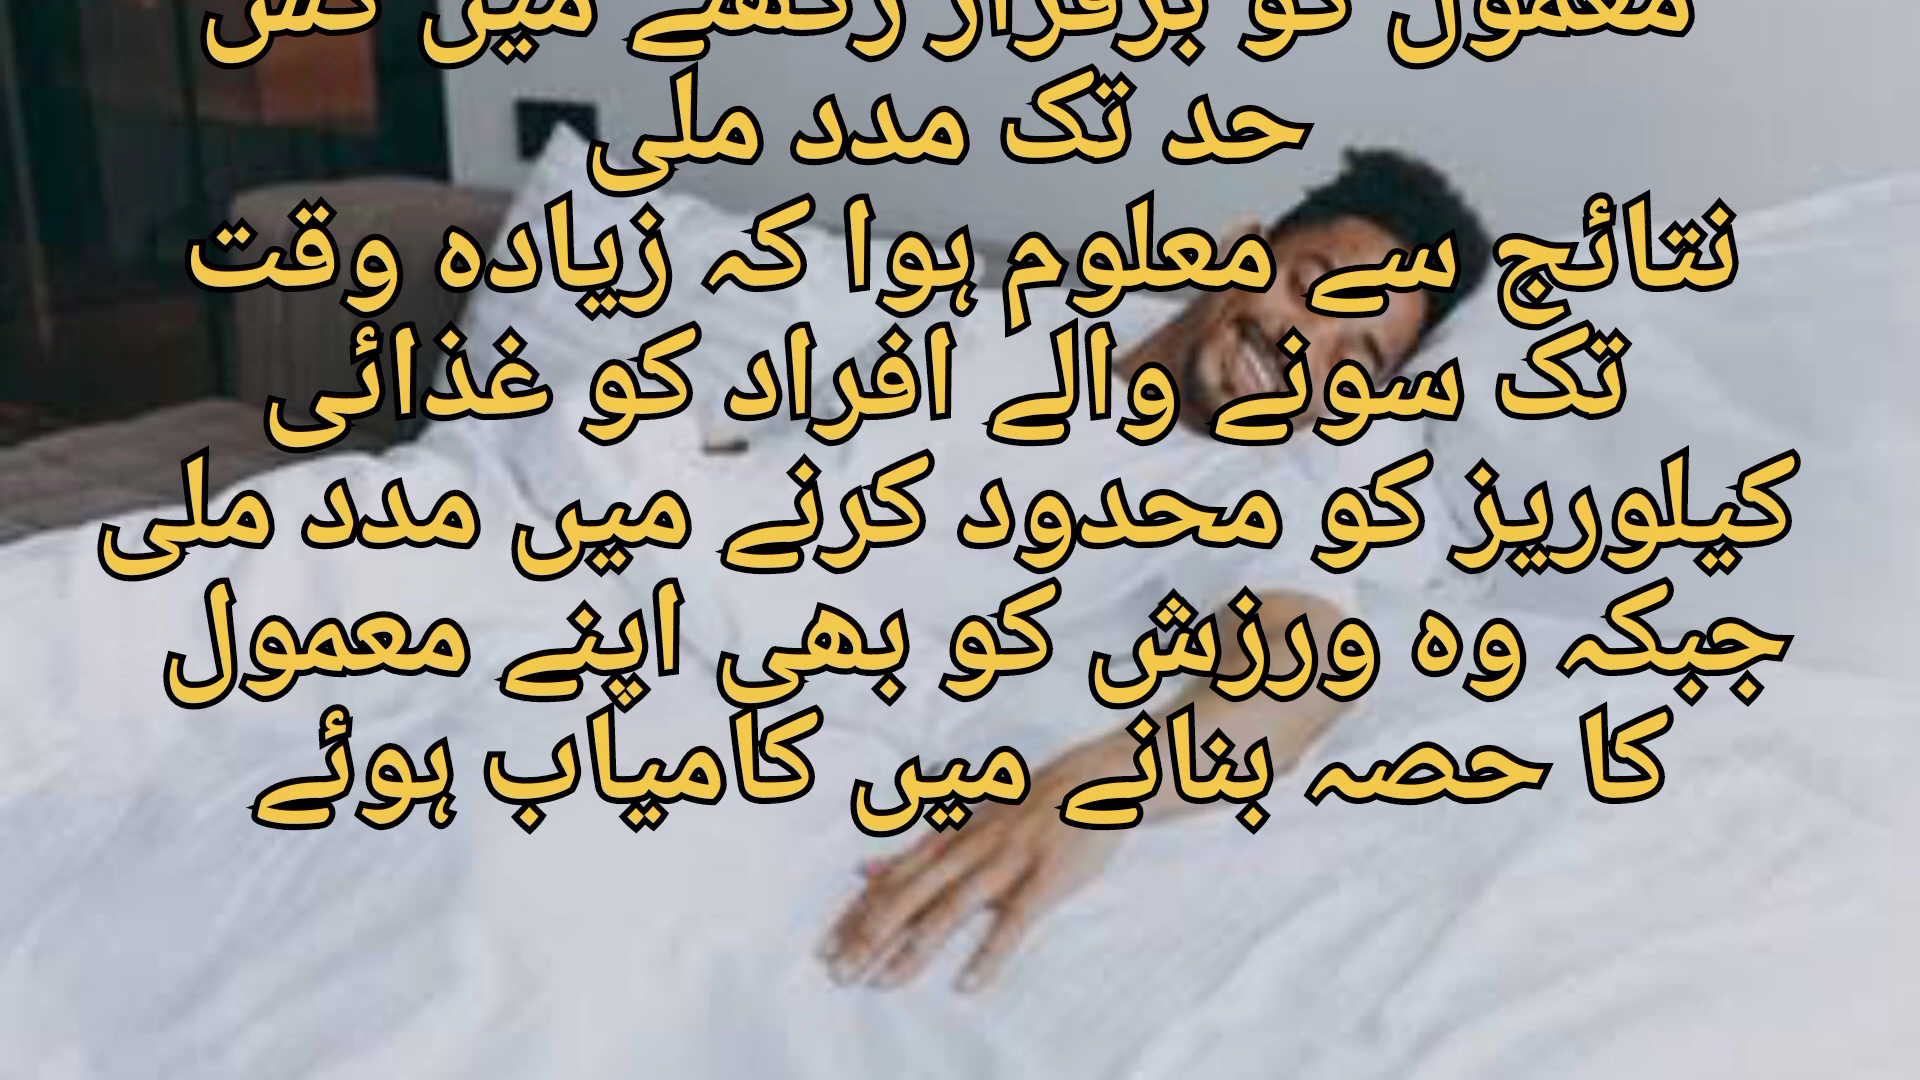 معمول کو برقرار رکھنے میں کس
حد تک مدد ملی
نتائج سے معلوم ہوا کہ زیادہ وقت
تک سونے والے افراد کو غذائی
کیلوریز کو محدود کرنے میں مدد ملی
جبکہ وہ ورزش کو بھی اپنے معمول
کا حصہ بنانے میں کامیاب ہوئے